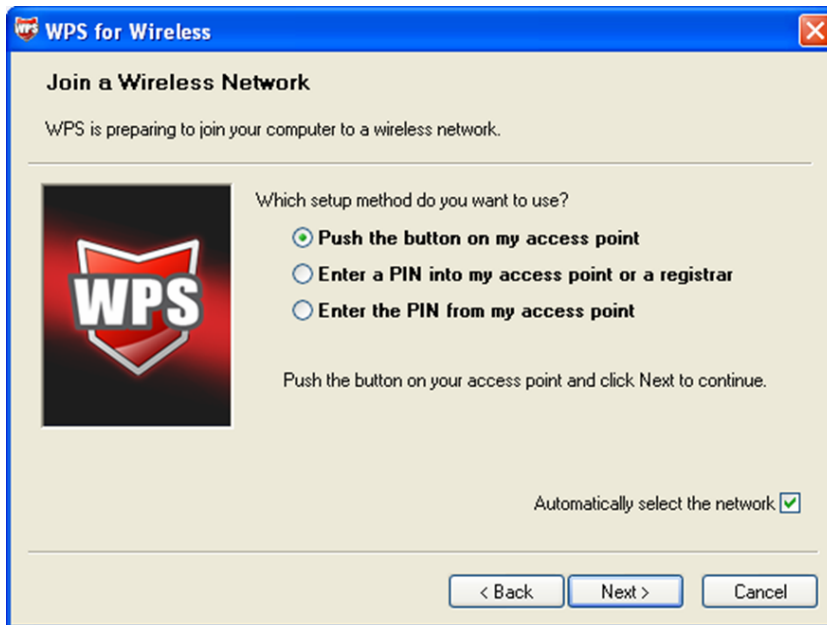 WPS for Wireless
Join a Wireless Network
WPS is preparing to join your computer to a wireless network.
Which setup method do you want to use?
Push the button on my access point
Enter a PIN into my access point or a registrar
Enter the PIN from my access point
WPS
Push the button on your access point and click Next to continue.
Automatically select the network
< Back
Next >
Cancel